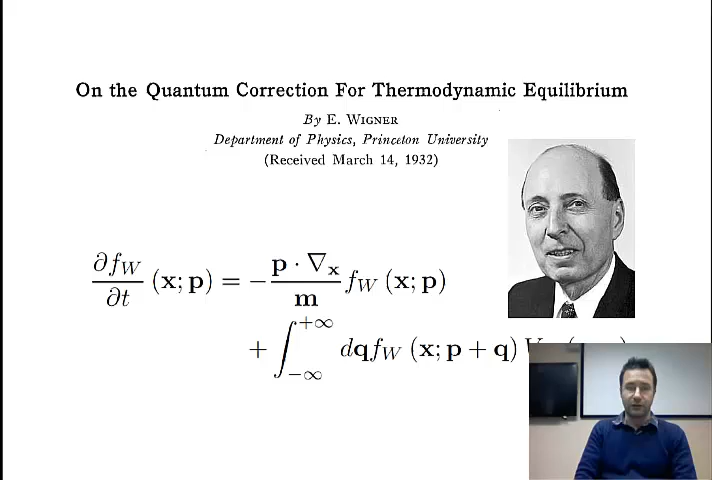 On the Quantum Correction For Thermodynamic Equilibrium
By E. WIGNER
Department of Physics, Princeton University
(Received March 14, 1932)
∂f_W/∂t (x; p) = − p · ∇_x / m f_W (x; p)
+ ∫_{−∞}^{+∞} dq f_W (x; p + q)